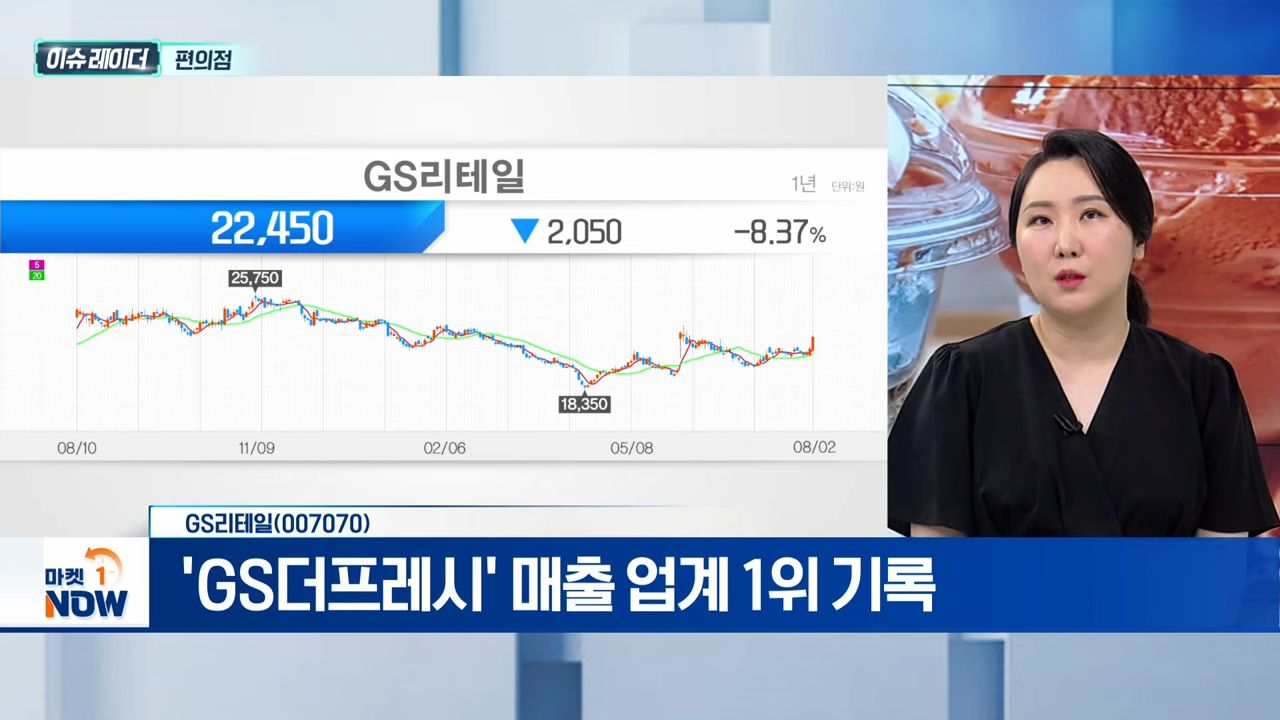 이슈 레이더 편의점
GS리테일
1년 단위:원
22,450 ▼ 2,050 -8.37%
5
20
25,750
18,350
08/10 11/09 02/06 05/08 08/02
GS리테일(007070)
마켓 1 NOW
'GS더프레시' 매출 업계 1위 기록